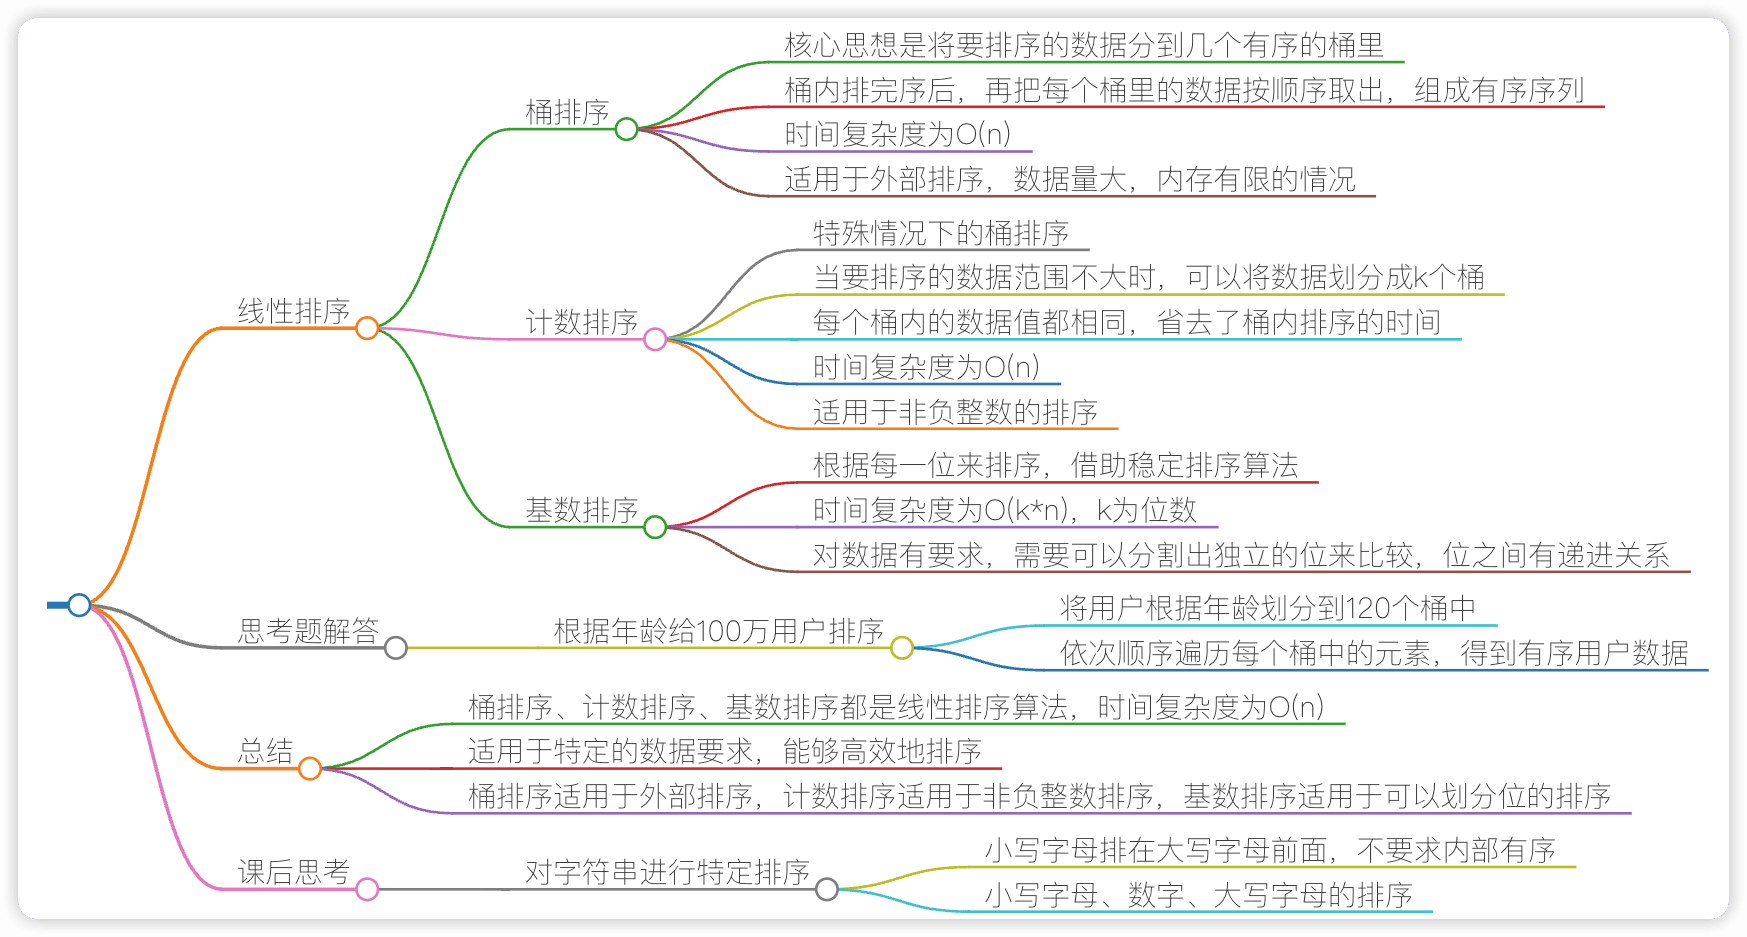 线性排序
桶排序
核心思想是将要排序的数据分到几个有序的桶里
桶内排完序后，再把每个桶里的数据按顺序取出，组成有序序列
时间复杂度为O(n)
适用于外部排序，数据量大，内存有限的情况
计数排序
特殊情况下的桶排序
当要排序的数据范围不大时，可以将数据划分成k个桶
每个桶内的数据值都相同，省去了桶内排序的时间
时间复杂度为O(n)
适用于非负整数的排序
基数排序
根据每一位来排序，借助稳定排序算法
时间复杂度为O(k*n)，k为位数
对数据有要求，需要可以分割出独立的位来比较，位之间有递进关系
思考题解答
根据年龄给100万用户排序
将用户根据年龄划分到120个桶中
依次顺序遍历每个桶中的元素，得到有序用户数据
总结
桶排序、计数排序、基数排序都是线性排序算法，时间复杂度为O(n)
适用于特定的数据要求，能够高效地排序
桶排序适用于外部排序，计数排序适用于非负整数排序，基数排序适用于可以划分位的排序
课后思考
对字符串进行特定排序
小写字母排在大写字母前面，不要求内部有序
小写字母、数字、大写字母的排序